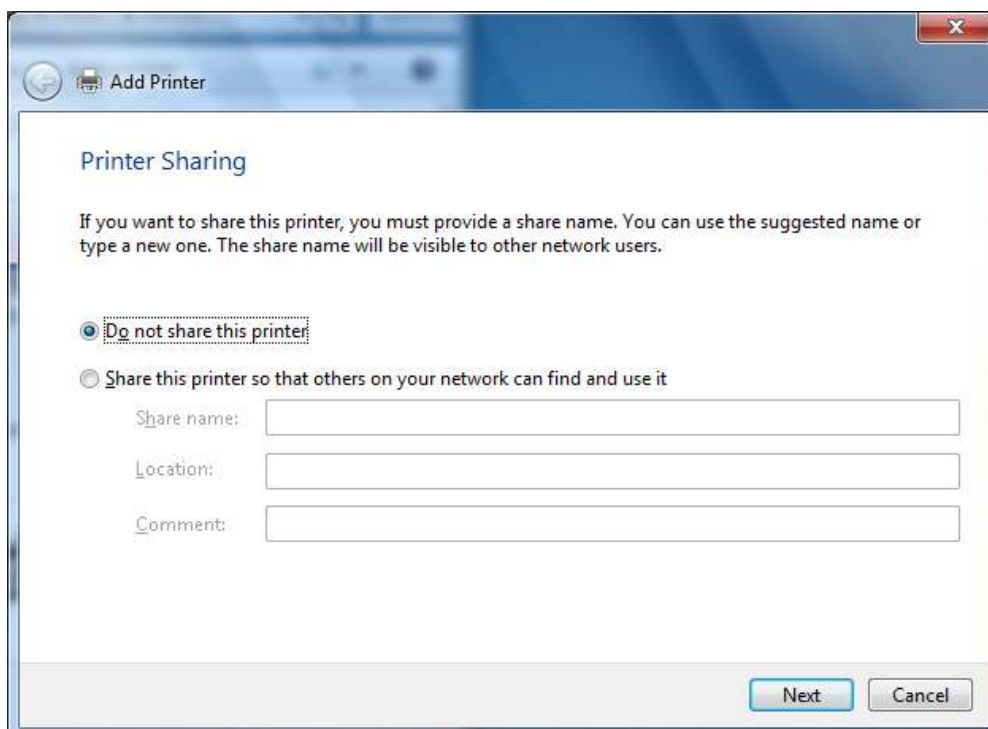 Add Printer
Printer Sharing
If you want to share this printer, you must provide a share name. You can use the suggested name or
type a new one. The share name will be visible to other network users.
Do not share this printer
Share this printer so that others on your network can find and use it
Share name:
Location:
Comment:
Next
Cancel